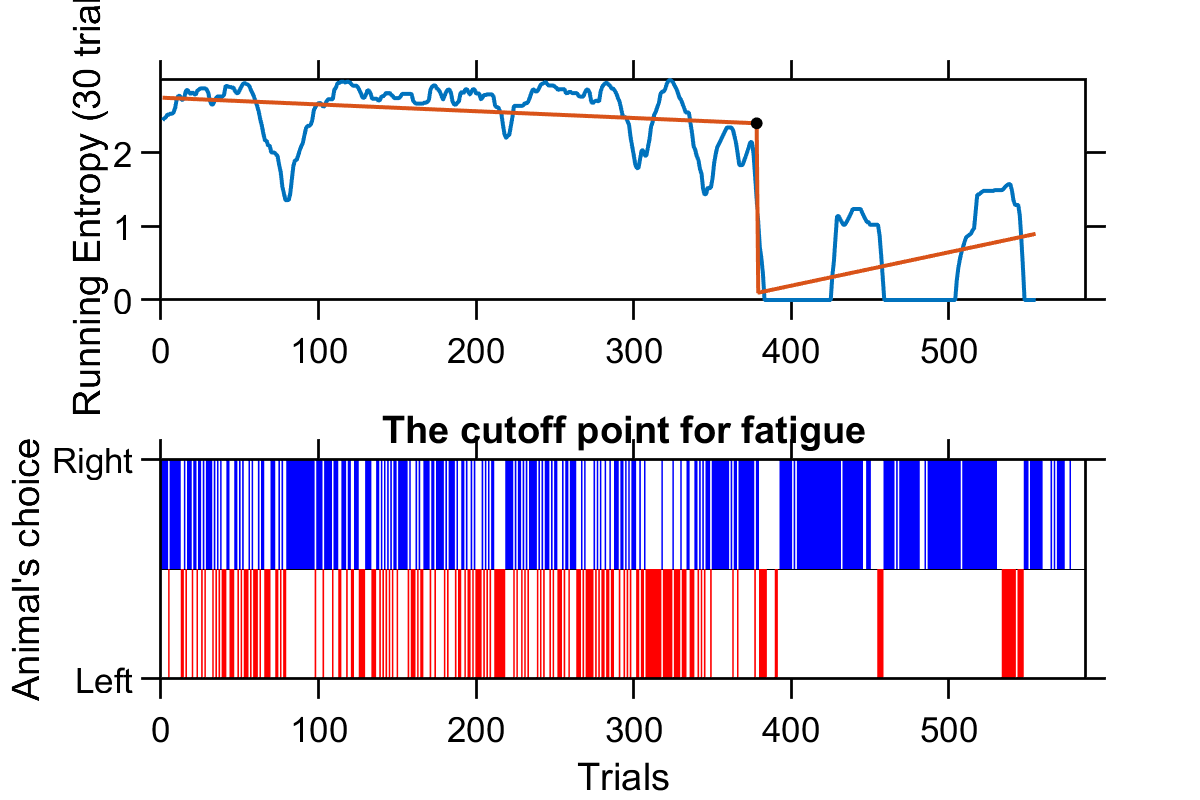 Running Entropy (30 trial
2
1
0
0 100 200 300 400 500
The cutoff point for fatigue
Animal's choice
Right
Left
0 100 200 300 400 500
Trials